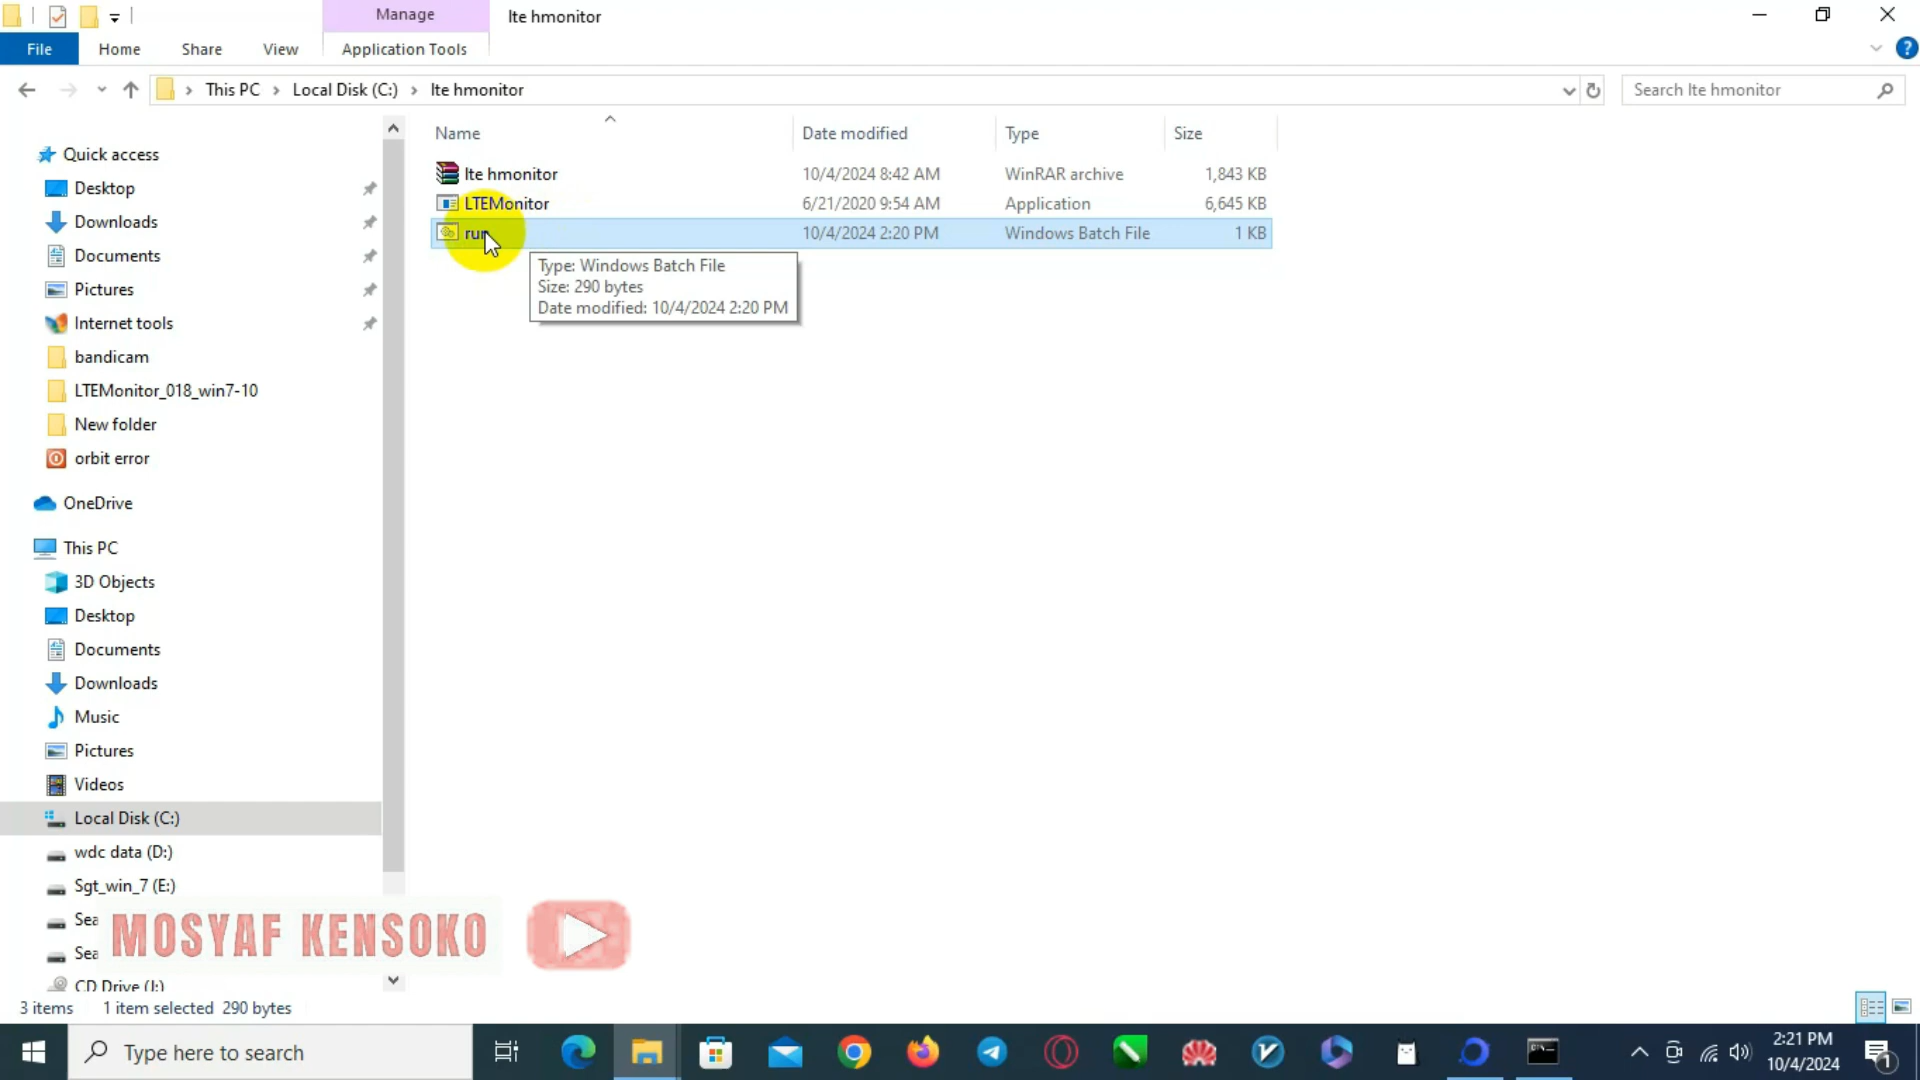 Manage
lte hmonitor
File
Home
Share
View
Application Tools
This PC
Local Disk (C:)
lte hmonitor
Search lte hmonitor
Name
Date modified
Type
Size
lte hmonitor
10/4/2024 8:42 AM
WinRAR archive
1,843 KB
LTEMonitor
6/21/2020 9:54 AM
Application
6,645 KB
run
10/4/2024 2:20 PM
Windows Batch File
1 KB
Type: Windows Batch File
Size: 290 bytes
Date modified: 10/4/2024 2:20 PM
Quick access
Desktop
Downloads
Documents
Pictures
Internet tools
bandicam
LTEMonitor_018_win7-10
New folder
orbit error
OneDrive
This PC
3D Objects
Desktop
Documents
Downloads
Music
Pictures
Videos
Local Disk (C:)
wdc data (D:)
Sgt_win_7 (E:)
Sea
Sea
CD Drive (J:)
MOSYAF KENSOKO
3 items
1 item selected 290 bytes
Type here to search
2:21 PM
10/4/2024
1